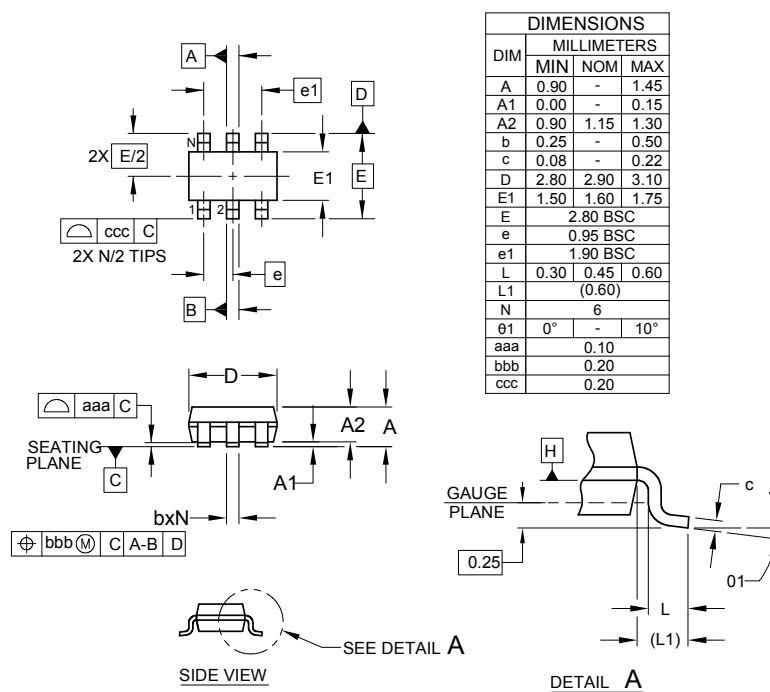 A
e1
D
2X E/2
N
E1
E
1 2
⌓ ccc C
2X N/2 TIPS
e
B
D
⌓ aaa C
A2 A
SEATING
PLANE
C
A1
bxN
⌖ bbb Ⓜ C A-B D
SEE DETAIL A
SIDE VIEW
DIMENSIONS
DIM MILLIMETERS
MIN NOM MAX
A 0.90 - 1.45
A1 0.00 - 0.15
A2 0.90 1.15 1.30
b 0.25 - 0.50
c 0.08 - 0.22
D 2.80 2.90 3.10
E1 1.50 1.60 1.75
E 2.80 BSC
e 0.95 BSC
e1 1.90 BSC
L 0.30 0.45 0.60
L1 (0.60)
N 6
θ1 0° - 10°
aaa 0.10
bbb 0.20
ccc 0.20
H
GAUGE
PLANE
c
0.25
01
L
(L1)
DETAIL A